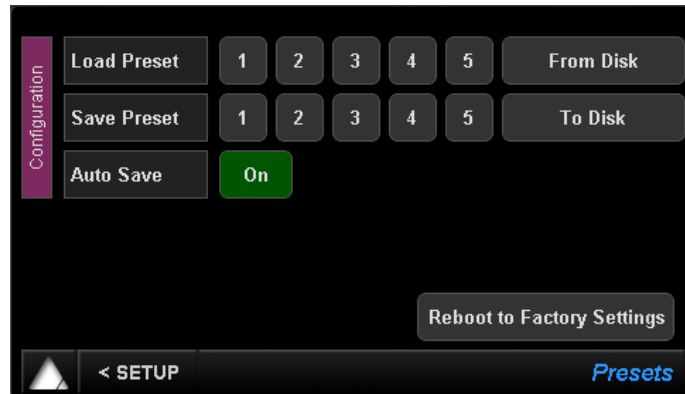 Configuration
Load Preset 1 2 3 4 5 From Disk
Save Preset 1 2 3 4 5 To Disk
Auto Save On
Reboot to Factory Settings
< SETUP Presets